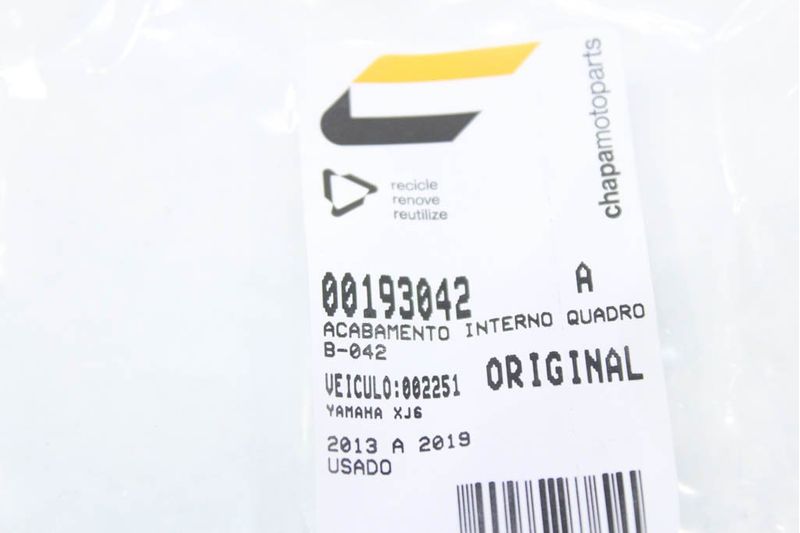 chapamotoparts
recicle
renove
reutilize
00193042 A
ACABAMENTO INTERNO QUADRO
B-042
VEICULO:002251 ORIGINAL
YAMAHA XJ6
2013 A 2019
USADO